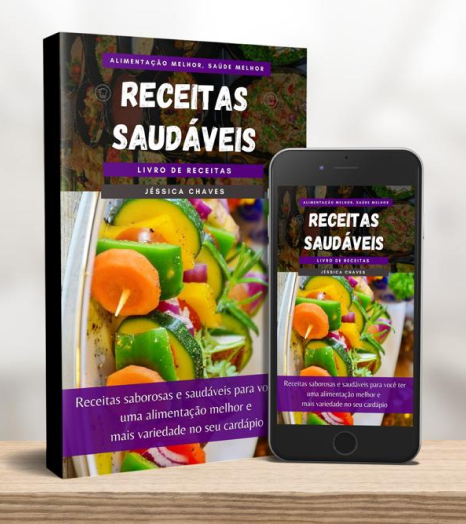 ALIMENTAÇÃO MELHOR, SAÚDE MELHOR
RECEITAS
SAUDÁVEIS
LIVRO DE RECEITAS
JÉSSICA CHAVES
Receitas saborosas e saudáveis para vo
uma alimentação melhor e
mais variedade no seu cardápio
ALIMENTAÇÃO MELHOR, SAÚDE MELHOR
RECEITAS
SAUDÁVEIS
LIVRO DE RECEITAS
JÉSSICA CHAVES
Receitas saborosas e saudáveis para você ter
uma alimentação melhor e
mais variedade no seu cardápio